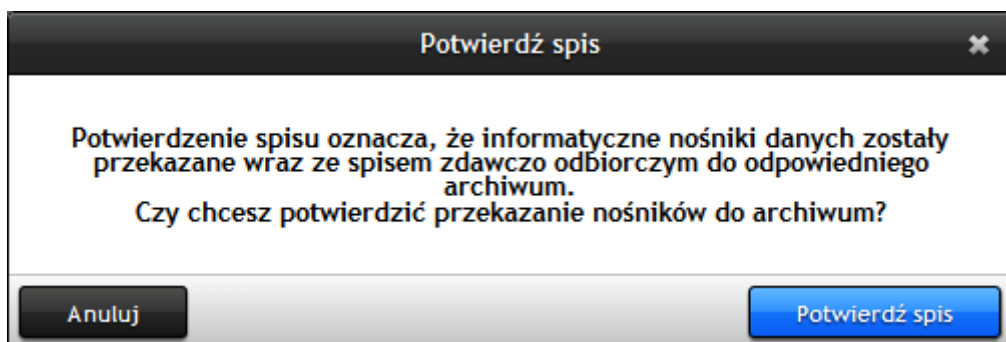 Potwierdź spis
Potwierdzenie spisu oznacza, że informatyczne nośniki danych zostały
przekazane wraz ze spisem zdawczo odbiorczym do odpowiedniego
archiwum.
Czy chcesz potwierdzić przekazanie nośników do archiwum?
Anuluj
Potwierdź spis